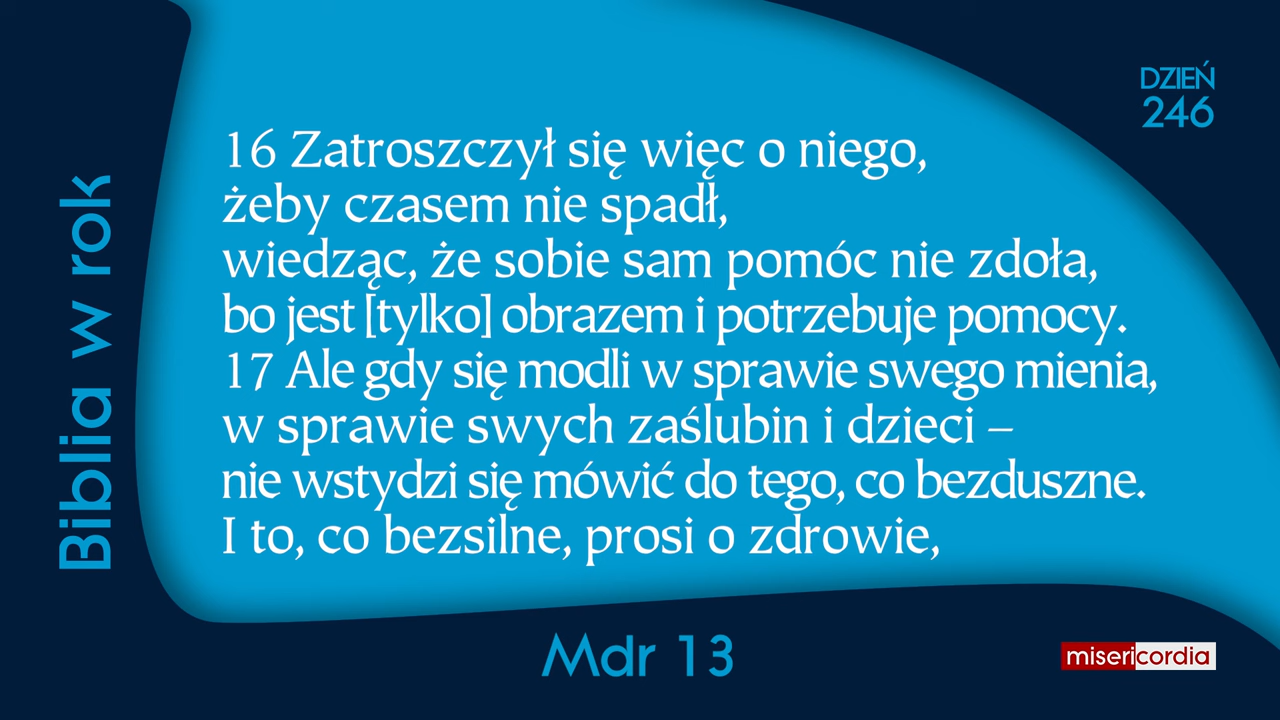 DZIEŃ
246
16 Zatroszczył się więc o niego,
żeby czasem nie spadł,
wiedząc, że sobie sam pomóc nie zdoła,
bo jest [tylko] obrazem i potrzebuje pomocy.
17 Ale gdy się modli w sprawie swego mienia,
w sprawie swych zaślubin i dzieci –
nie wstydzi się mówić do tego, co bezduszne.
I to, co bezsilne, prosi o zdrowie,
Biblia w rok
Mdr 13
misericordia